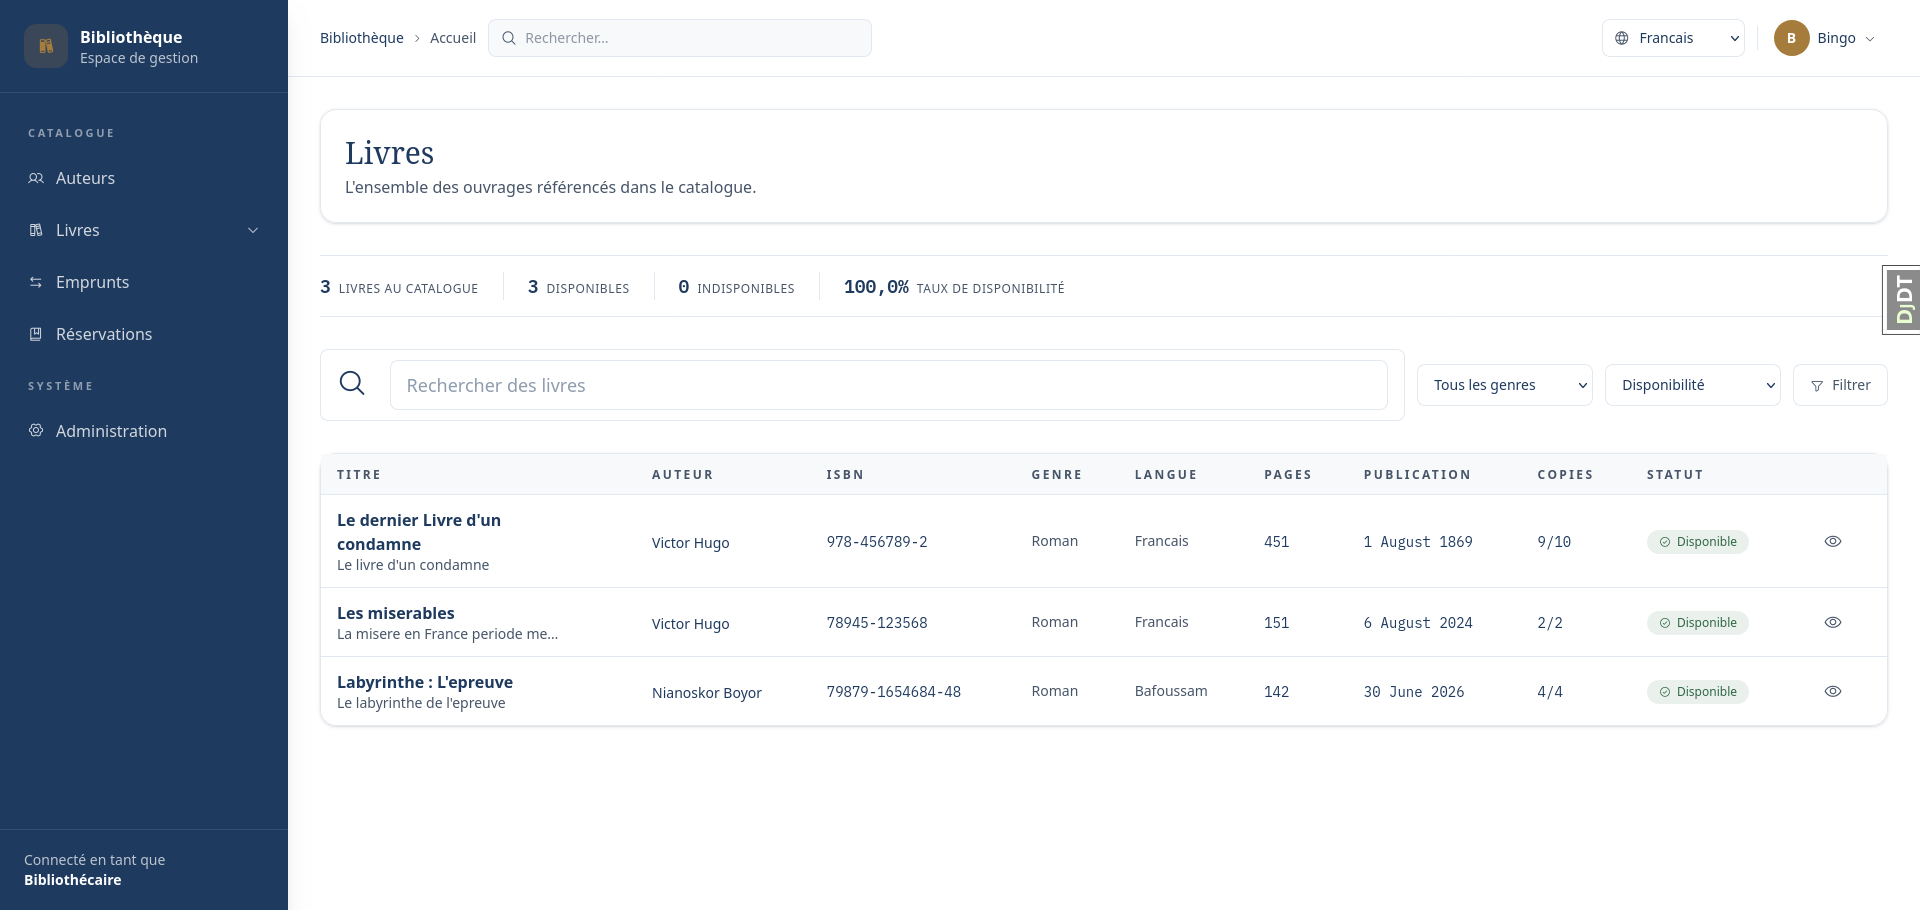 Bibliothèque
Espace de gestion
CATALOGUE
Auteurs
Livres
Emprunts
Réservations
SYSTÈME
Administration
Connecté en tant que
Bibliothécaire
Bibliothèque > Accueil Rechercher... Francais B Bingo
Livres
L'ensemble des ouvrages référencés dans le catalogue.
3 LIVRES AU CATALOGUE 3 DISPONIBLES 0 INDISPONIBLES 100,0% TAUX DE DISPONIBILITÉ
DjDT
Rechercher des livres Tous les genres Disponibilité Filtrer
TITRE AUTEUR ISBN GENRE LANGUE PAGES PUBLICATION COPIES STATUT
Le dernier Livre d'un
condamne
Le livre d'un condamne
Victor Hugo 978-456789-2 Roman Francais 451 1 August 1869 9/10 Disponible
Les miserables
La misere en France periode me...
Victor Hugo 78945-123568 Roman Francais 151 6 August 2024 2/2 Disponible
Labyrinthe : L'epreuve
Le labyrinthe de l'epreuve
Nianoskor Boyor 79879-1654684-48 Roman Bafoussam 142 30 June 2026 4/4 Disponible